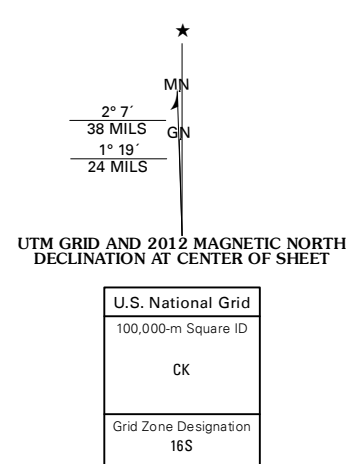 ★
MN
2° 7´
38 MILS
GN
1° 19´
24 MILS
UTM GRID AND 2012 MAGNETIC NORTH
DECLINATION AT CENTER OF SHEET
U.S. National Grid
100,000-m Square ID
CK
Grid Zone Designation
16S